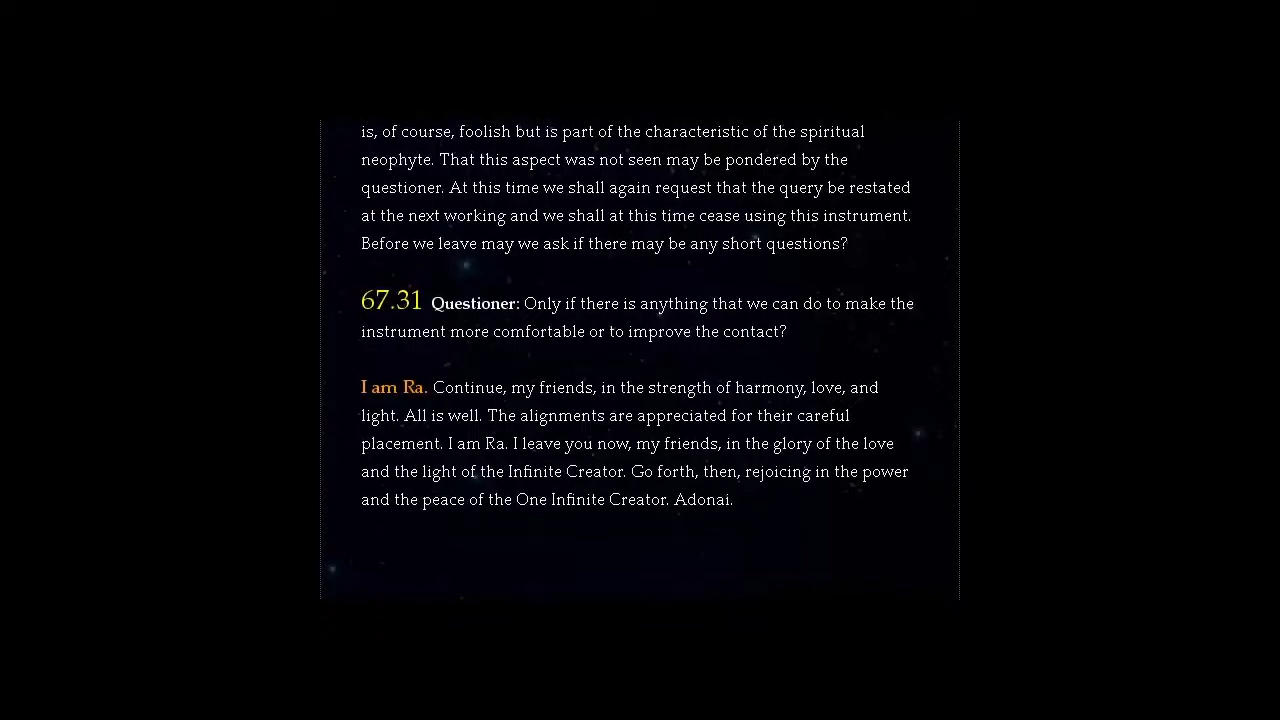 is, of course, foolish but is part of the characteristic of the spiritual
neophyte. That this aspect was not seen may be pondered by the
questioner. At this time we shall again request that the query be restated
at the next working and we shall at this time cease using this instrument.
Before we leave may we ask if there may be any short questions?
67.31 Questioner: Only if there is anything that we can do to make the
instrument more comfortable or to improve the contact?
I am Ra. Continue, my friends, in the strength of harmony, love, and
light. All is well. The alignments are appreciated for their careful
placement. I am Ra. I leave you now, my friends, in the glory of the love
and the light of the Infinite Creator. Go forth, then, rejoicing in the power
and the peace of the One Infinite Creator. Adonai.